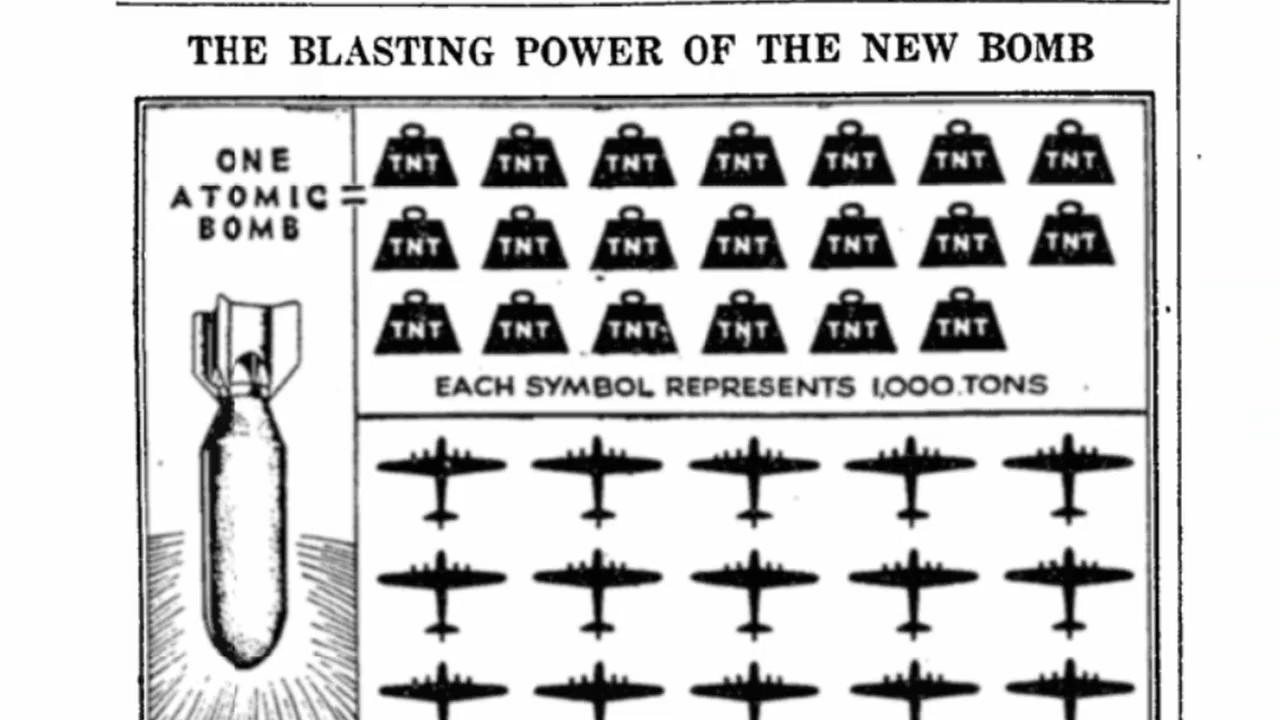 THE BLASTING POWER OF THE NEW BOMB
ONE
ATOMIC =
BOMB
TNT TNT TNT TNT TNT TNT TNT
TNT TNT TNT TNT TNT TNT TNT
TNT TNT TNT TNT TNT TNT
EACH SYMBOL REPRESENTS 1,000 TONS